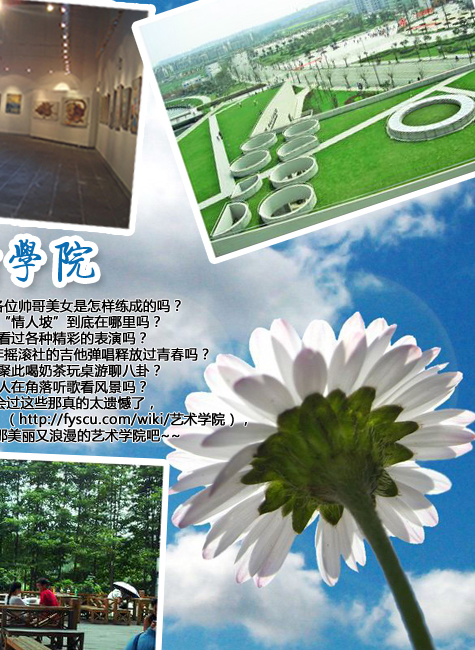 學院
各位帅哥美女是怎样练成的吗？
“情人坡”到底在哪里吗？
看过各种精彩的表演吗？
摇滚社的吉他弹唱释放过青春吗？
聚此喝奶茶玩桌游聊八卦？
人在角落听歌看风景吗？
会过这些那真的太遗憾了，
（http://fyscu.com/wiki/艺术学院），
那美丽又浪漫的艺术学院吧~~